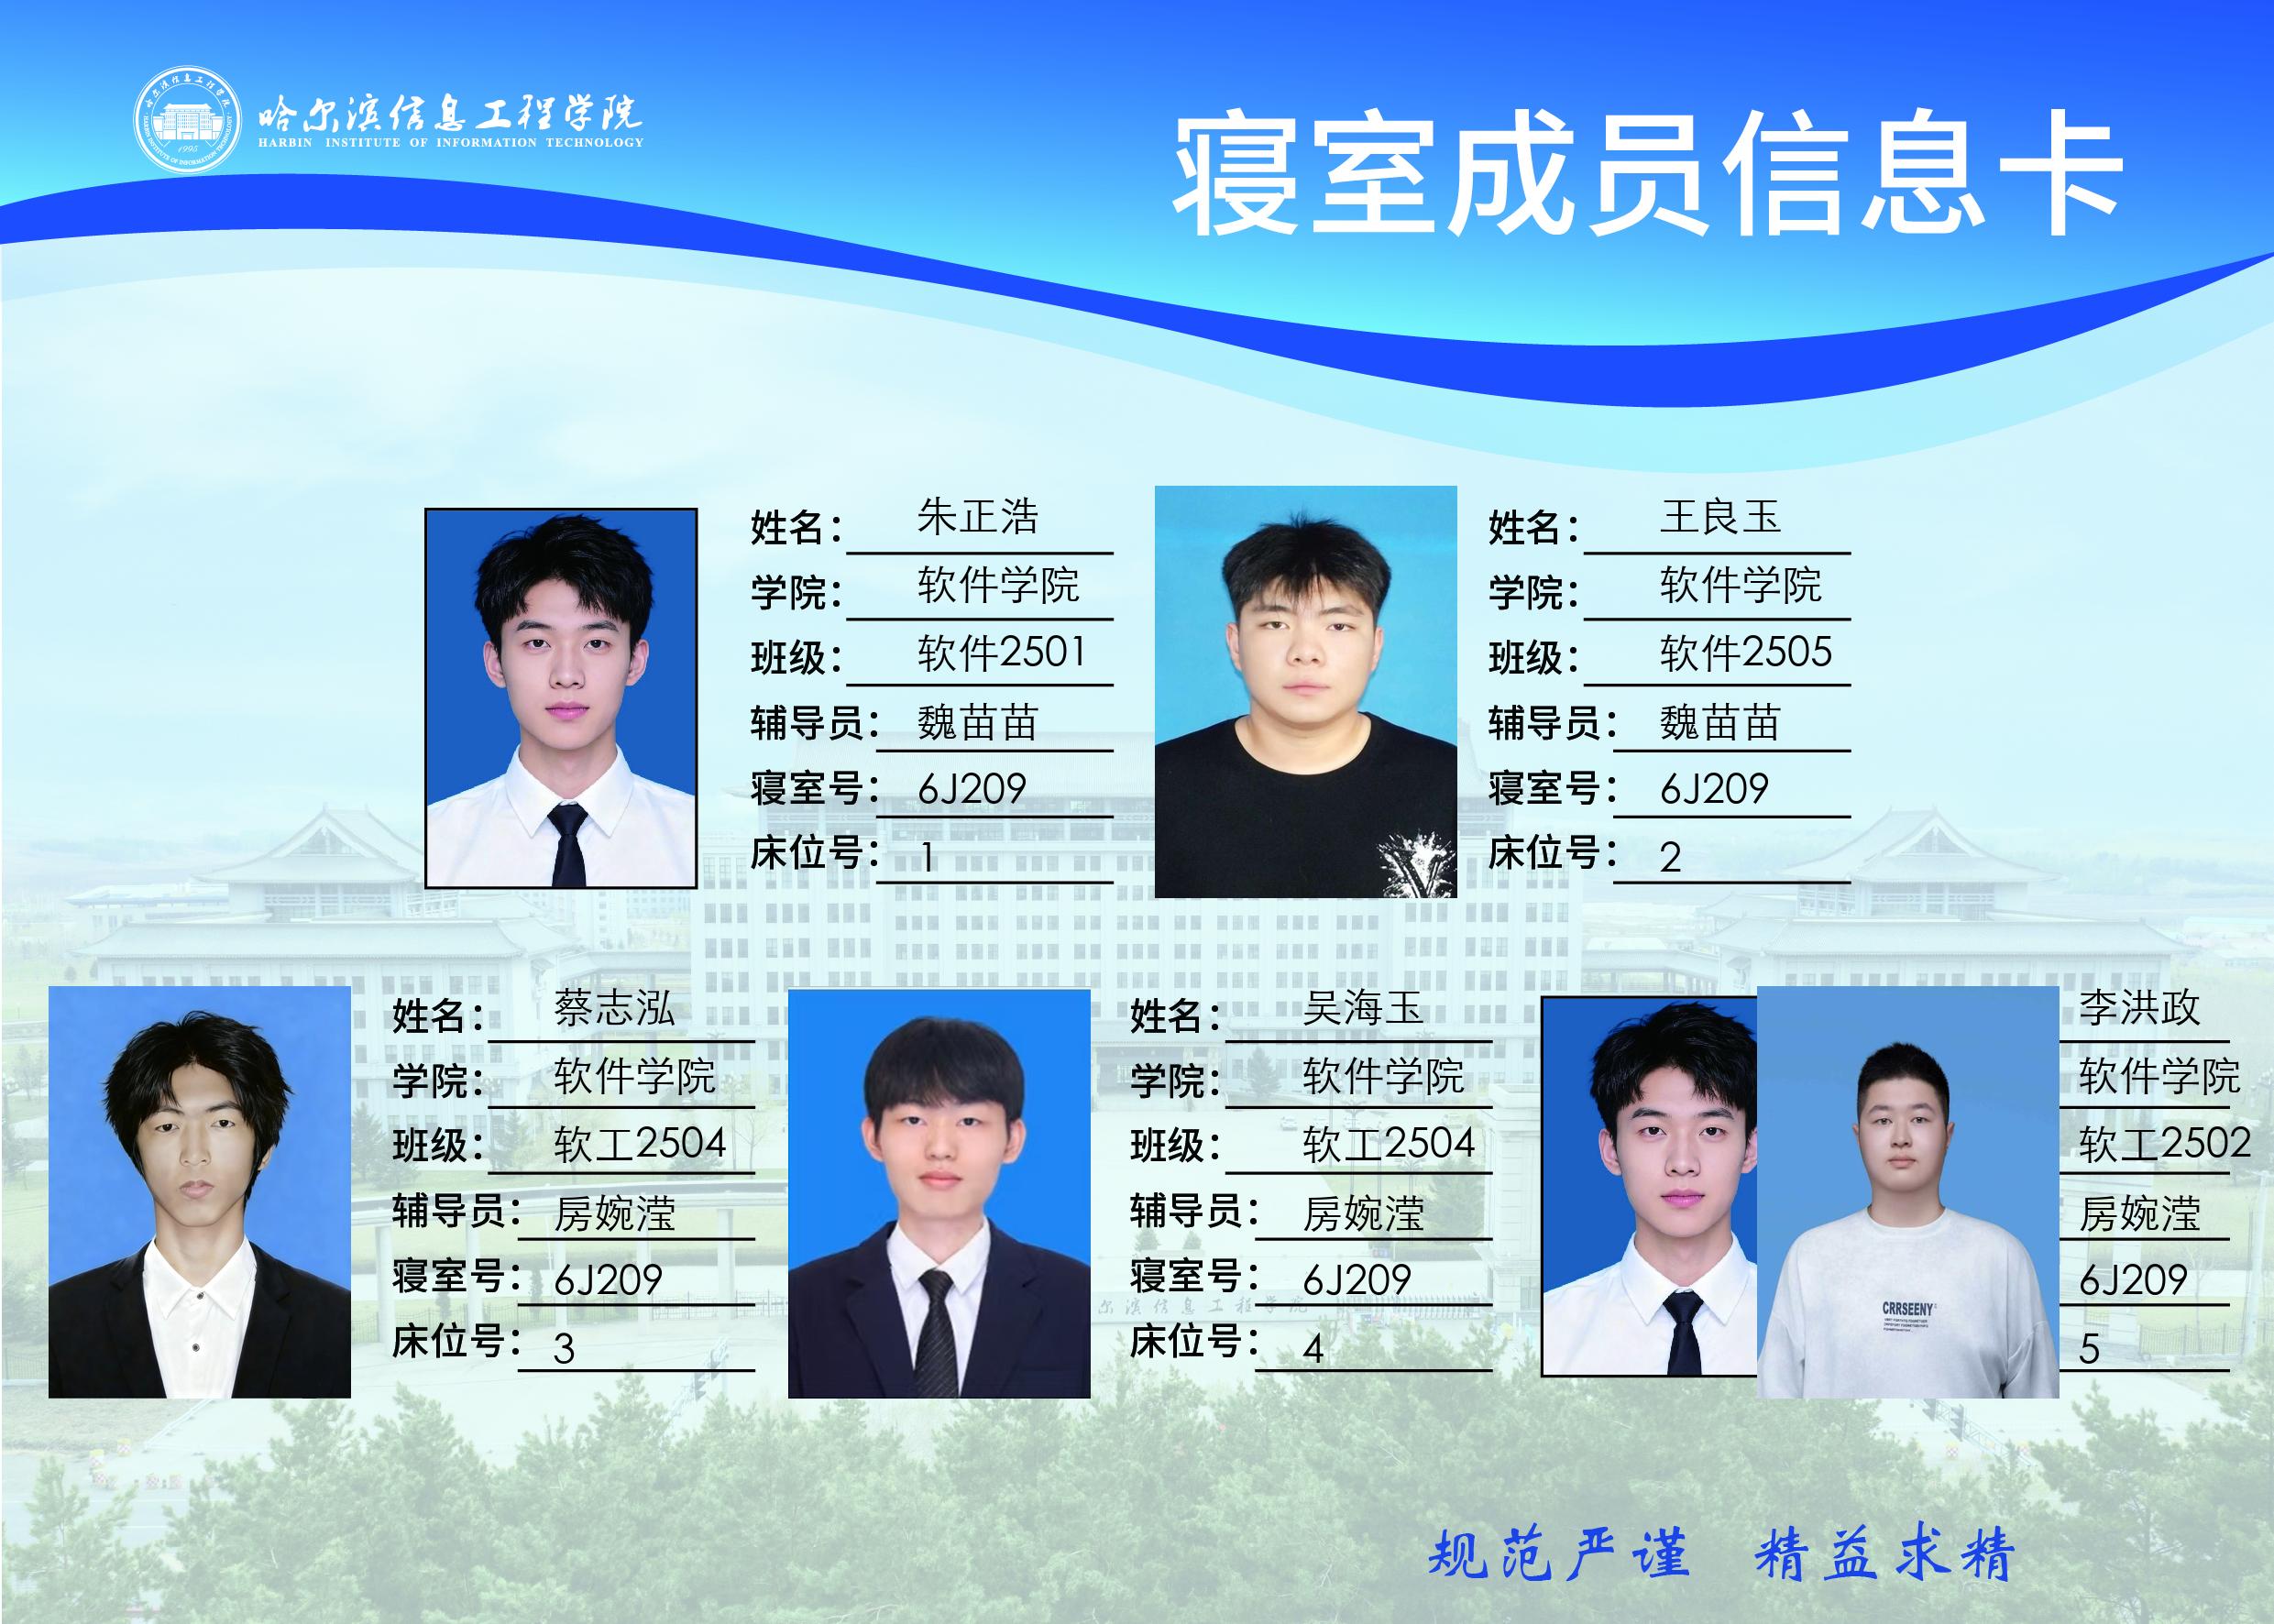 哈尔滨信息工程学院
HARBIN INSTITUTE OF INFORMATION TECHNOLOGY
1995
寝室成员信息卡
姓名： 朱正浩
学院： 软件学院
班级： 软件2501
辅导员： 魏苗苗
寝室号： 6J209
床位号： 1
姓名： 王良玉
学院： 软件学院
班级： 软件2505
辅导员： 魏苗苗
寝室号： 6J209
床位号： 2
姓名： 蔡志泓
学院： 软件学院
班级： 软工2504
辅导员： 房婉滢
寝室号： 6J209
床位号： 3
姓名： 吴海玉
学院： 软件学院
班级： 软工2504
辅导员： 房婉滢
寝室号： 6J209
床位号： 4
李洪政
软件学院
软工2502
房婉滢
6J209
5
CRRSEENY
规范严谨 精益求精